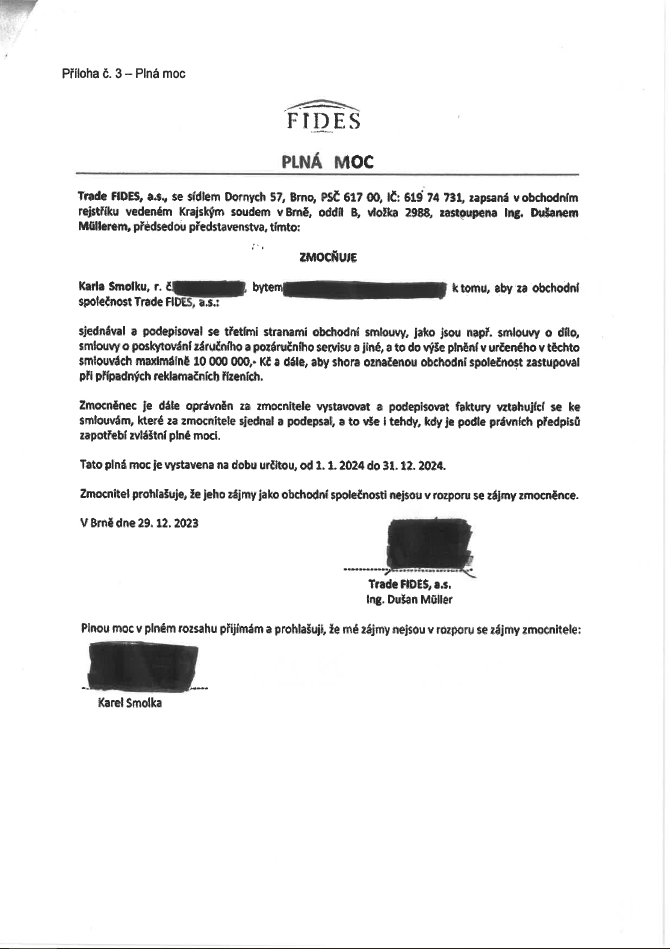 Příloha č. 3 – Plná moc
FIDES
PLNÁ MOC
Trade FIDES, a.s., se sídlem Dornych 57, Brno, PSČ 617 00, IČ: 619 74 731, zapsaná v obchodním
rejstříku vedeném Krajským soudem v Brně, oddíl B, vložka 2988, zastoupena Ing. Dušanem
Müllerem, předsedou představenstva, tímto:
ZMOCŇUJE
Karla Smolku, r. č , bytem k tomu, aby za obchodní
společnost Trade FIDES, a.s.:
sjednával a podepisoval se třetími stranami obchodní smlouvy, jako jsou např. smlouvy o dílo,
smlouvy o poskytování záručního a pozáručního servisu a jiné, a to do výše plnění v určeného v těchto
smlouvách maximálně 10 000 000,- Kč a dále, aby shora označenou obchodní společnost zastupoval
při případných reklamačních řízeních.
Zmocněnec je dále oprávněn za zmocnitele vystavovat a podepisovat faktury vztahující se ke
smlouvám, které za zmocnitele sjednal a podepsal, a to vše i tehdy, kdy je podle právních předpisů
zapotřebí zvláštní plné moci.
Tato plná moc je vystavena na dobu určitou, od 1. 1. 2024 do 31. 12. 2024.
Zmocnitel prohlašuje, že jeho zájmy jako obchodní společnosti nejsou v rozporu se zájmy zmocněnce.
V Brně dne 29. 12. 2023
Trade FIDES, a.s.
Ing. Dušan Müller
Plnou moc v plném rozsahu přijímám a prohlašuji, že mé zájmy nejsou v rozporu se zájmy zmocnitele:
Karel Smolka